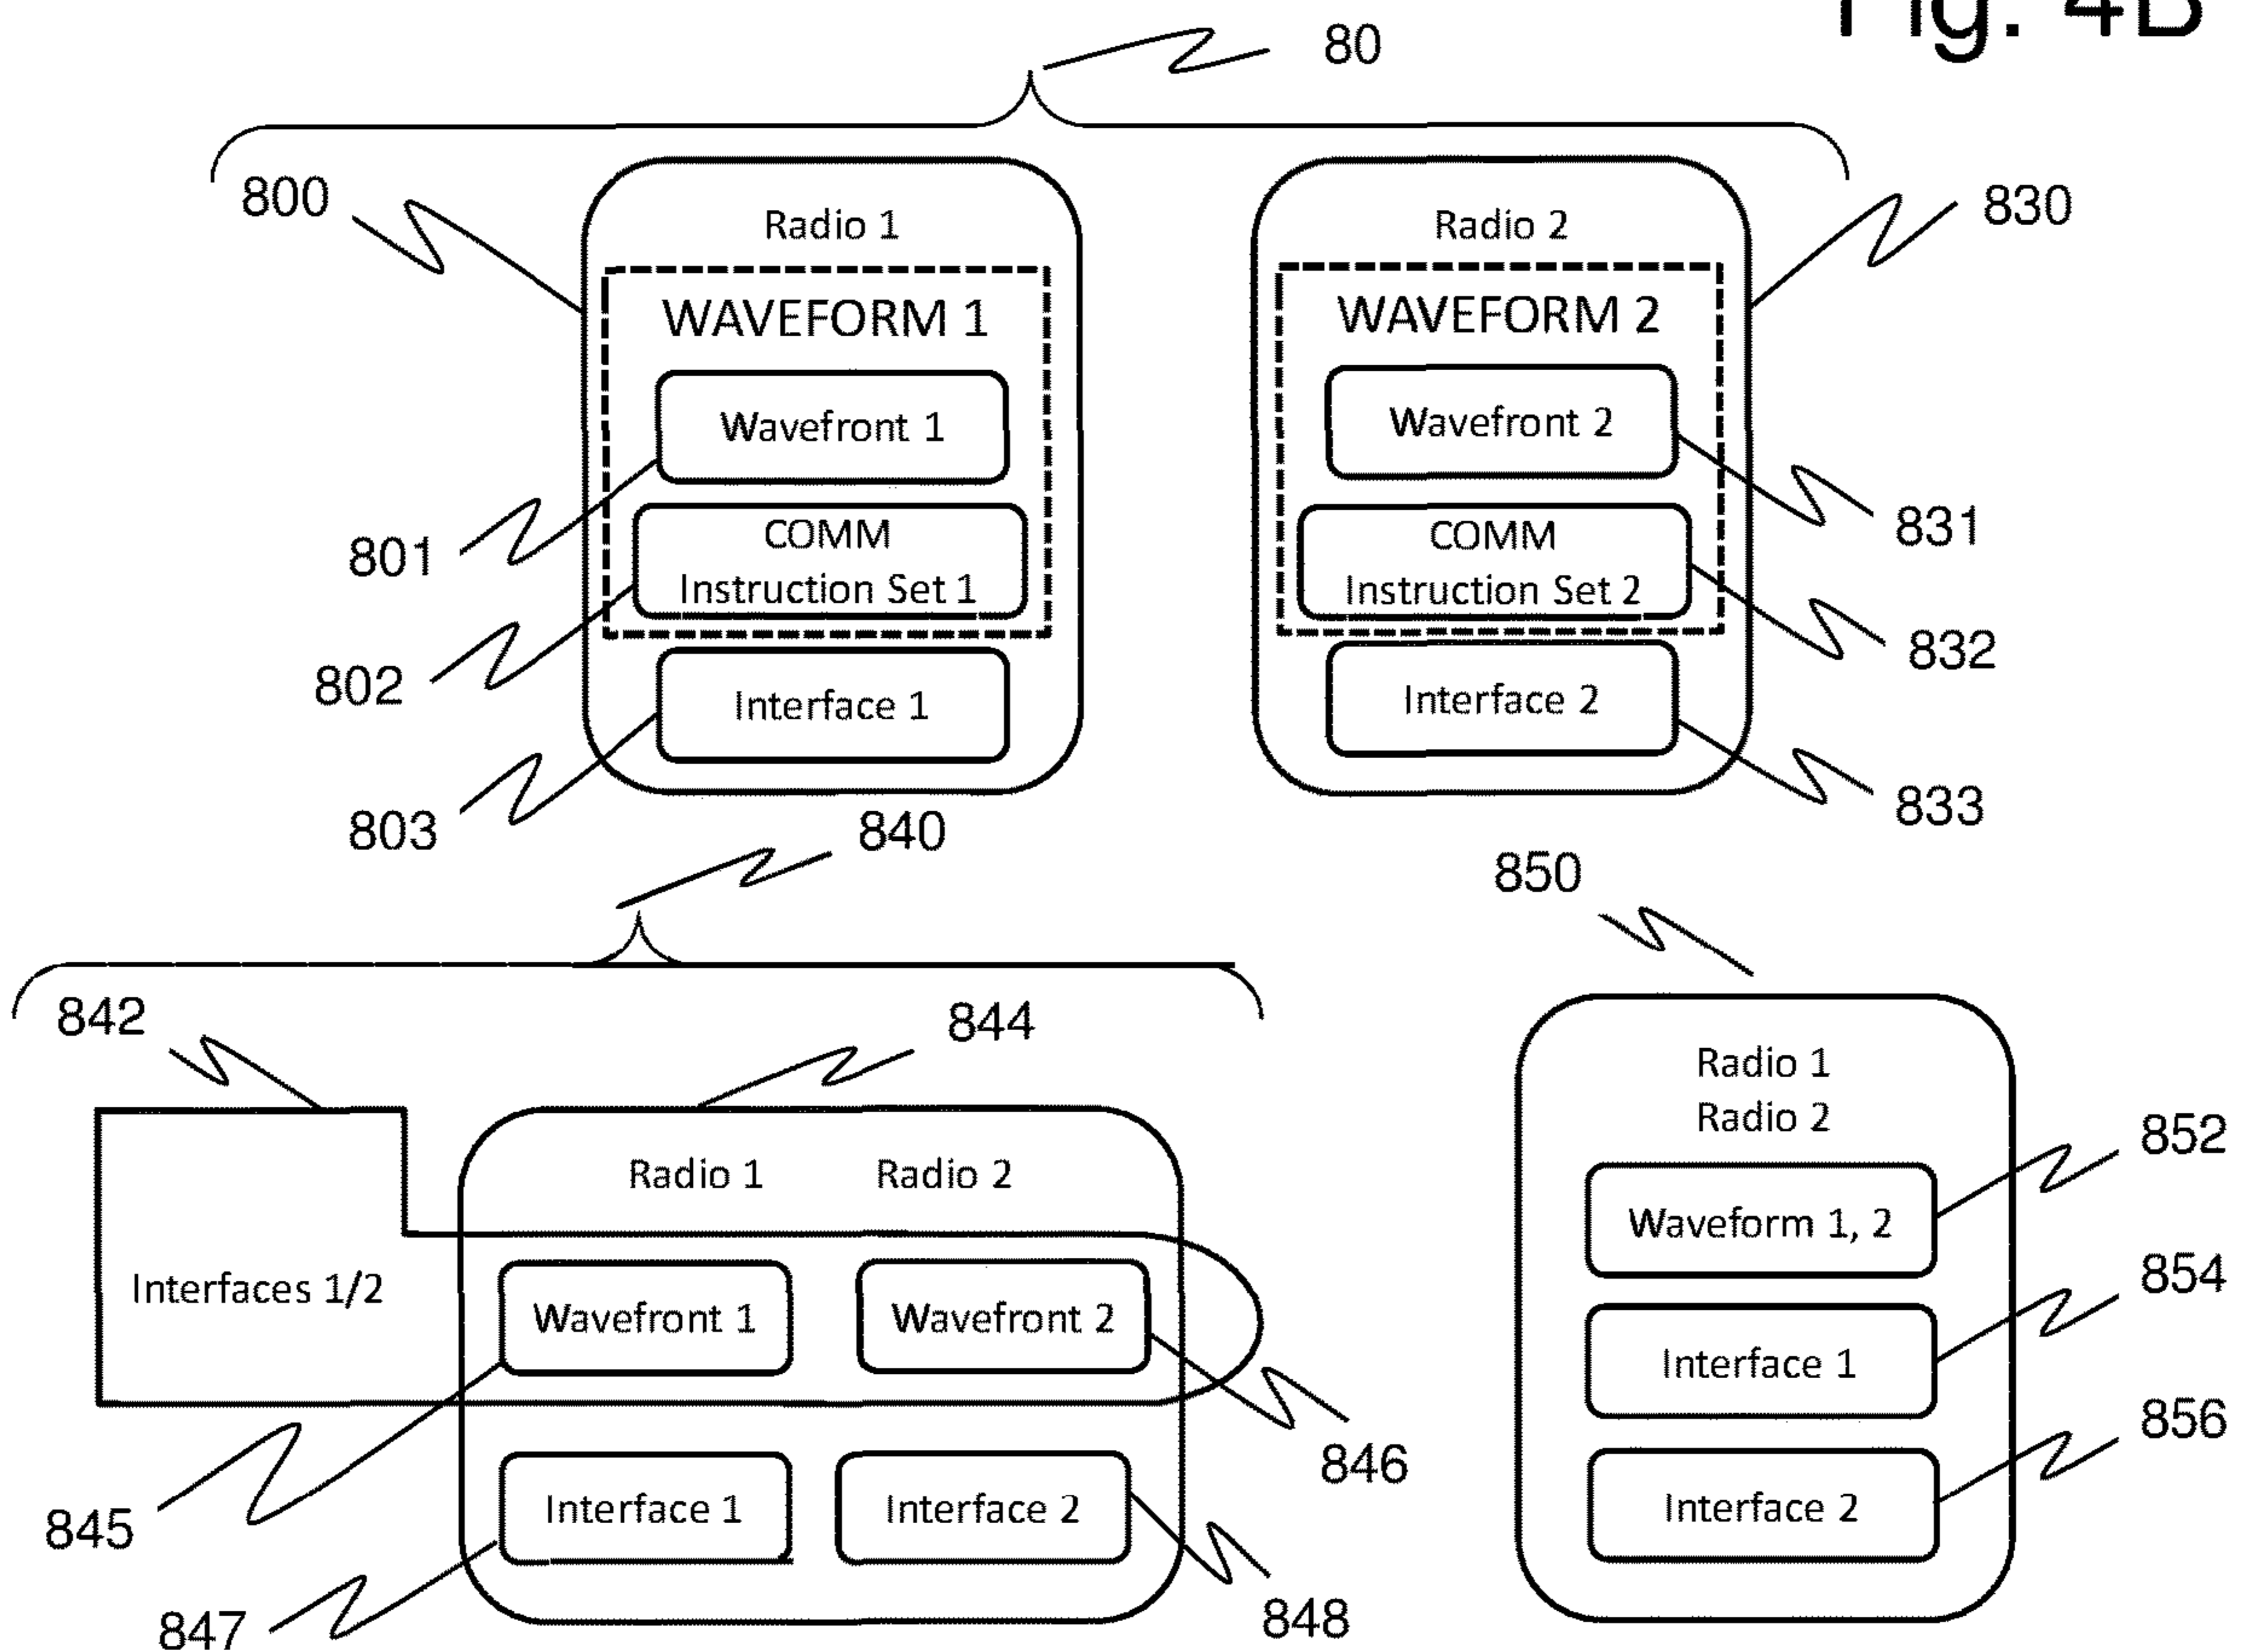 Fig. 4B
80
800
830
Radio 1
Radio 2
WAVEFORM 1
WAVEFORM 2
Wavefront 1
Wavefront 2
801
831
COMM
Instruction Set 1
COMM
Instruction Set 2
802
832
Interface 1
Interface 2
803
833
840
850
842
844
Radio 1
Radio 2
Radio 1
Radio 2
852
Waveform 1, 2
Interfaces 1/2
Wavefront 1
Wavefront 2
854
Interface 1
856
846
Interface 1
Interface 2
Interface 2
845
847
848